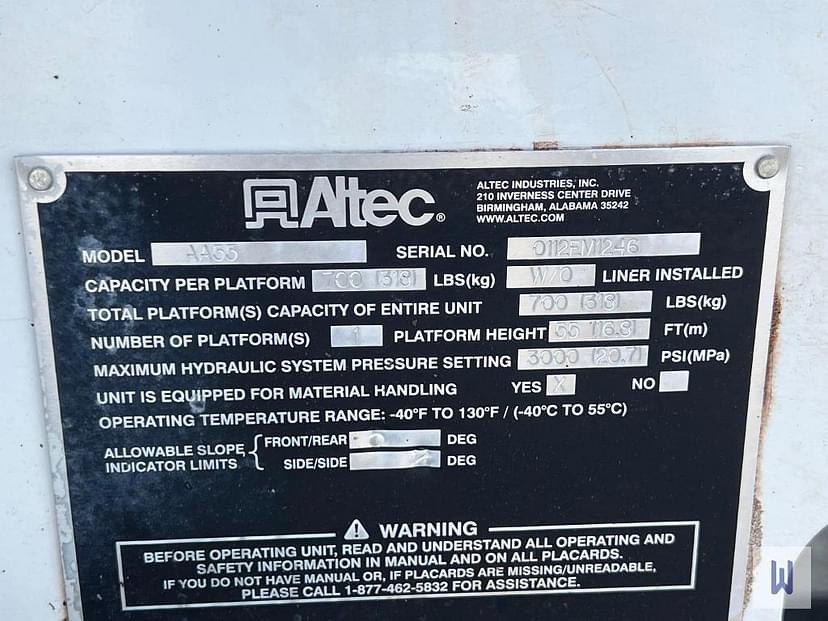 Altec®
ALTEC INDUSTRIES, INC.
210 INVERNESS CENTER DRIVE
BIRMINGHAM, ALABAMA 35242
WWW.ALTEC.COM
MODEL AA55 SERIAL NO.
CAPACITY PER PLATFORM 700 (318) LBS(kg) W/O LINER INSTALLED
TOTAL PLATFORM(S) CAPACITY OF ENTIRE UNIT 700 (318) LBS(kg)
NUMBER OF PLATFORM(S) 1 PLATFORM HEIGHT 55 (16.8) FT(m)
MAXIMUM HYDRAULIC SYSTEM PRESSURE SETTING 3000 (20.7) PSI(MPa)
UNIT IS EQUIPPED FOR MATERIAL HANDLING YES X NO
OPERATING TEMPERATURE RANGE: -40°F TO 130°F / (-40°C TO 55°C)
ALLOWABLE SLOPE INDICATOR LIMITS { FRONT/REAR DEG
SIDE/SIDE DEG
WARNING
BEFORE OPERATING UNIT, READ AND UNDERSTAND ALL OPERATING AND
SAFETY INFORMATION IN MANUAL AND ON ALL PLACARDS.
IF YOU DO NOT HAVE MANUAL OR, IF PLACARDS ARE MISSING/UNREADABLE,
PLEASE CALL 1-877-462-5832 FOR ASSISTANCE.
W